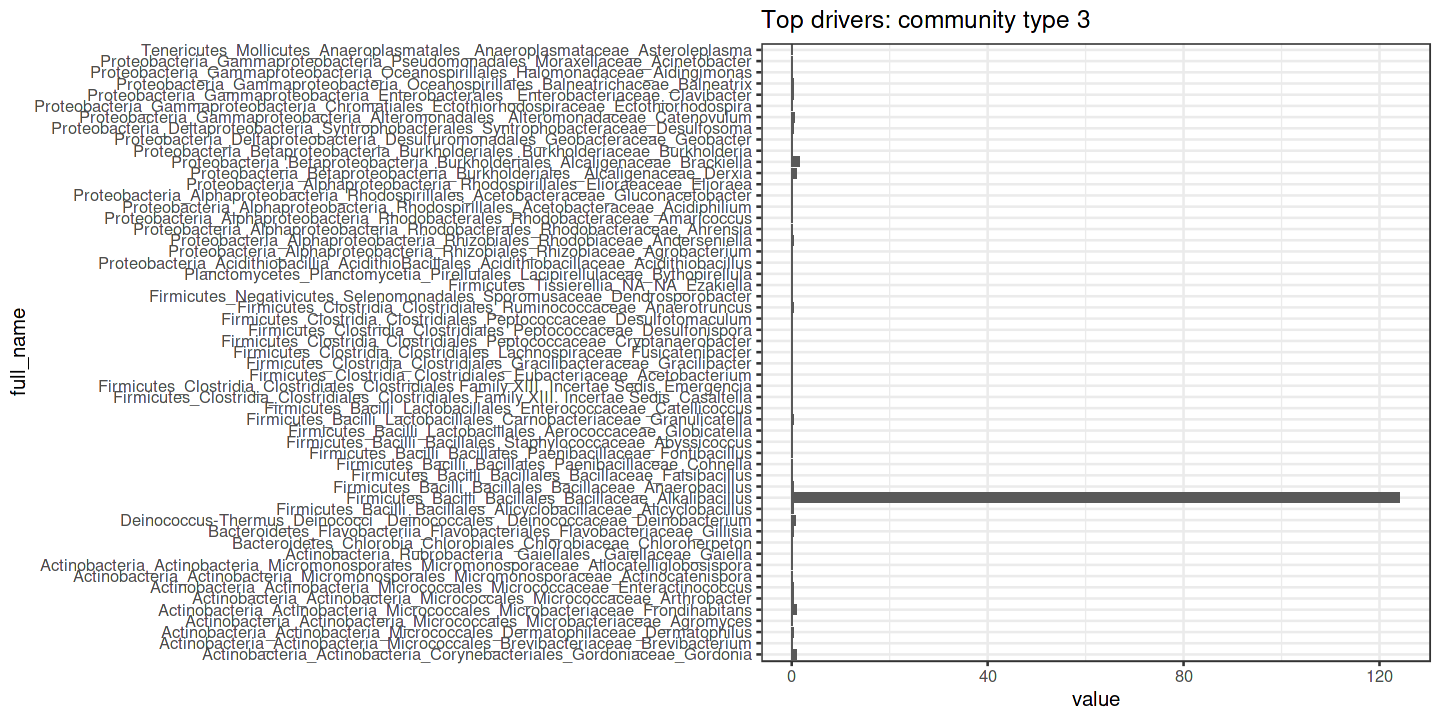 Top drivers: community type 3
full_name
Tenericutes_Mollicutes_Anaeroplasmatales_Anaeroplasmataceae_Asteroleplasma
Proteobacteria_Gammaproteobacteria_Pseudomonadales_Moraxellaceae_Acinetobacter
Proteobacteria_Gammaproteobacteria_Oceanospirillales_Halomonadaceae_Aidingimonas
Proteobacteria_Gammaproteobacteria_Oceanospirillales_Balneatrichaceae_Balneatrix
Proteobacteria_Gammaproteobacteria_Enterobacterales_Enterobacteriaceae_Clavibacter
Proteobacteria_Gammaproteobacteria_Chromatiales_Ectothiorhodospiraceae_Ectothiorhodospira
Proteobacteria_Gammaproteobacteria_Alteromonadales_Alteromonadaceae_Catenovulum
Proteobacteria_Deltaproteobacteria_Syntrophobacterales_Syntrophobacteraceae_Desulfosoma
Proteobacteria_Deltaproteobacteria_Desulfuromonadales_Geobacteraceae_Geobacter
Proteobacteria_Betaproteobacteria_Burkholderiales_Burkholderiaceae_Burkholderia
Proteobacteria_Betaproteobacteria_Burkholderiales_Alcaligenaceae_Brackiella
Proteobacteria_Betaproteobacteria_Burkholderiales_Alcaligenaceae_Derxia
Proteobacteria_Alphaproteobacteria_Rhodospirillales_Elioraeaceae_Elioraea
Proteobacteria_Alphaproteobacteria_Rhodospirillales_Acetobacteraceae_Gluconacetobacter
Proteobacteria_Alphaproteobacteria_Rhodospirillales_Acetobacteraceae_Acidiphilium
Proteobacteria_Alphaproteobacteria_Rhodobacterales_Rhodobacteraceae_Amaricoccus
Proteobacteria_Alphaproteobacteria_Rhodobacterales_Rhodobacteraceae_Ahrensia
Proteobacteria_Alphaproteobacteria_Rhizobiales_Rhodobiaceae_Anderseniella
Proteobacteria_Alphaproteobacteria_Rhizobiales_Rhizobiaceae_Agrobacterium
Proteobacteria_Acidithiobacillia_AcidithioBacillales_Acidithiobacillaceae_Acidithiobacillus
Planctomycetes_Planctomycetia_Pirellulales_Lacipirellulaceae_Bythopirellula
Firmicutes_Tissierellia_NA_NA_Ezakiella
Firmicutes_Negativicutes_Selenomonadales_Sporomusaceae_Dendrosporobacter
Firmicutes_Clostridia_Clostridiales_Ruminococcaceae_Anaerotruncus
Firmicutes_Clostridia_Clostridiales_Peptococcaceae_Desulfotomaculum
Firmicutes_Clostridia_Clostridiales_Peptococcaceae_Desulfonispora
Firmicutes_Clostridia_Clostridiales_Peptococcaceae_Cryptanaerobacter
Firmicutes_Clostridia_Clostridiales_Lachnospiraceae_Fusicatenibacter
Firmicutes_Clostridia_Clostridiales_Gracilibacteraceae_Gracilibacter
Firmicutes_Clostridia_Clostridiales_Eubacteriaceae_Acetobacterium
Firmicutes_Clostridia_Clostridiales_Clostridiales Family XIII. Incertae Sedis_Emergencia
Firmicutes_Clostridia_Clostridiales_Clostridiales Family XIII. Incertae Sedis_Casaltella
Firmicutes_Bacilli_Lactobacillales_Enterococcaceae_Catellicoccus
Firmicutes_Bacilli_Lactobacillales_Carnobacteriaceae_Granulicatella
Firmicutes_Bacilli_Lactobacillales_Aerococcaceae_Globicatella
Firmicutes_Bacilli_Bacillales_Staphylococcaceae_Abyssicoccus
Firmicutes_Bacilli_Bacillales_Paenibacillaceae_Fontibacillus
Firmicutes_Bacilli_Bacillales_Paenibacillaceae_Cohnella
Firmicutes_Bacilli_Bacillales_Bacillaceae_Falsibacillus
Firmicutes_Bacilli_Bacillales_Bacillaceae_Anaerobacillus
Firmicutes_Bacilli_Bacillales_Bacillaceae_Alkalibacillus
Firmicutes_Bacilli_Bacillales_Alicyclobacillaceae_Alicyclobacillus
Deinococcus-Thermus_Deinococci_Deinococcales_Deinococcaceae_Deinobacterium
Bacteroidetes_Flavobacteriia_Flavobacteriales_Flavobacteriaceae_Gillisia
Bacteroidetes_Chlorobia_Chlorobiales_Chlorobiaceae_Chloroherpeton
Actinobacteria_Rubrobacteria_Gaiellales_Gaiellaceae_Gaiella
Actinobacteria_Actinobacteria_Micromonosporales_Micromonosporaceae_Allocatelliglobosispora
Actinobacteria_Actinobacteria_Micromonosporales_Micromonosporaceae_Actinocatenispora
Actinobacteria_Actinobacteria_Micrococcales_Micrococcaceae_Enteractinococcus
Actinobacteria_Actinobacteria_Micrococcales_Micrococcaceae_Arthrobacter
Actinobacteria_Actinobacteria_Micrococcales_Microbacteriaceae_Frondihabitans
Actinobacteria_Actinobacteria_Micrococcales_Microbacteriaceae_Agromyces
Actinobacteria_Actinobacteria_Micrococcales_Dermatophilaceae_Dermatophilus
Actinobacteria_Actinobacteria_Micrococcales_Brevibacteriaceae_Brevibacterium
Actinobacteria_Actinobacteria_Corynebacteriales_Gordoniaceae_Gordonia
0 40 80 120
value